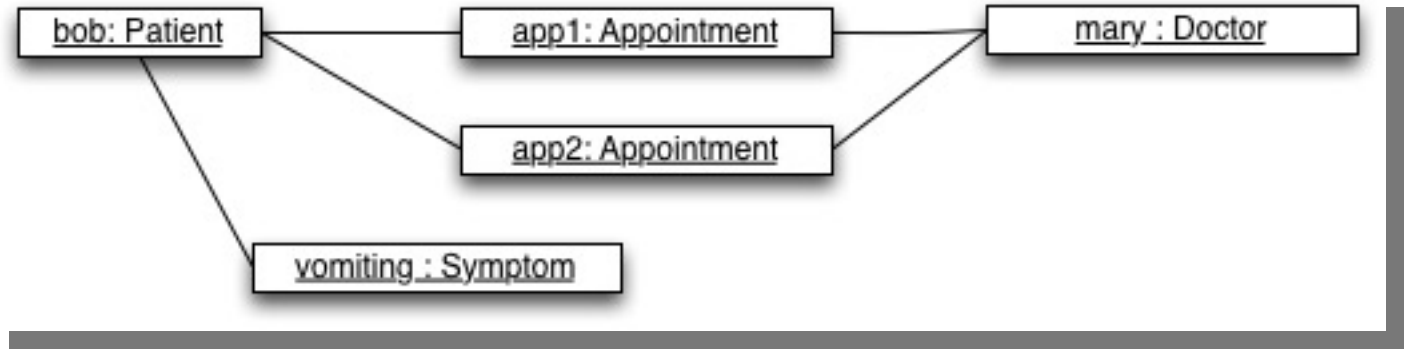 bob: Patient
app1: Appointment
mary : Doctor
app2: Appointment
vomiting : Symptom